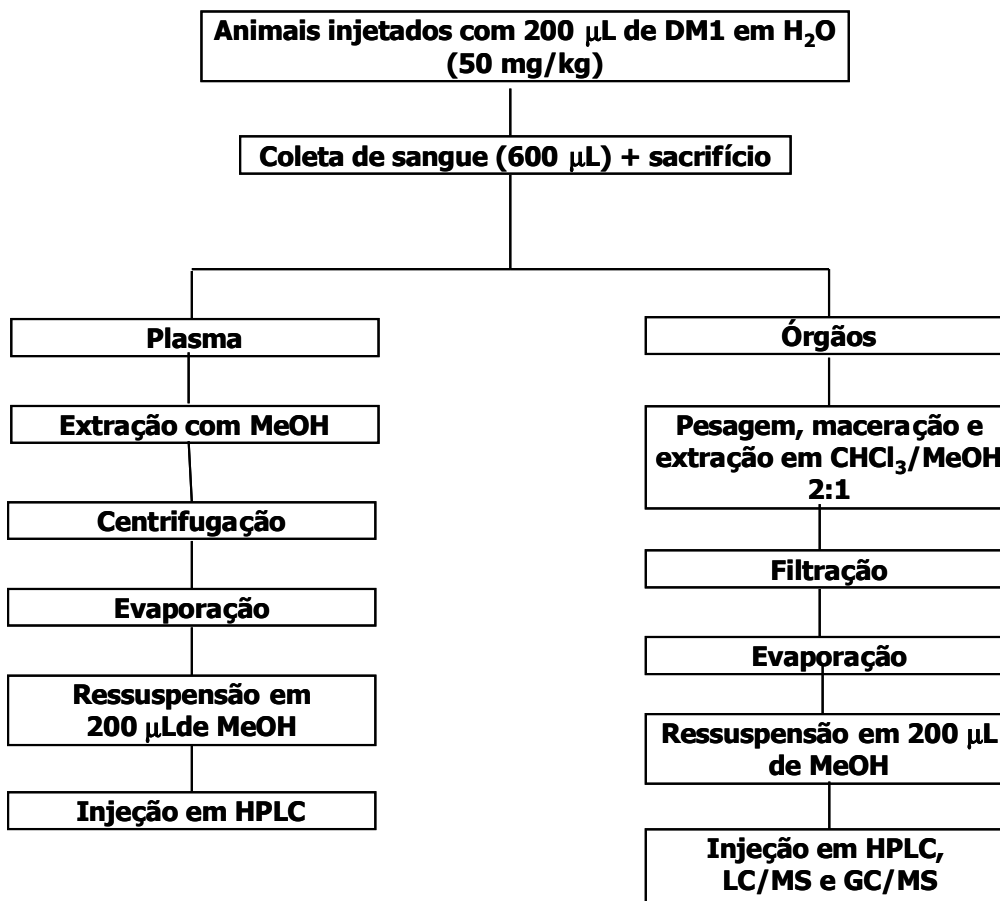 Animais injetados com 200 μL de DM1 em H₂O
(50 mg/kg)
Coleta de sangue (600 μL) + sacrifício
Plasma
Extração com MeOH
Centrifugação
Evaporação
Ressuspensão em
200 μLde MeOH
Injeção em HPLC
Órgãos
Pesagem, maceração e
extração em CHCl₃/MeOH
2:1
Filtração
Evaporação
Ressuspensão em 200 μL
de MeOH
Injeção em HPLC,
LC/MS e GC/MS